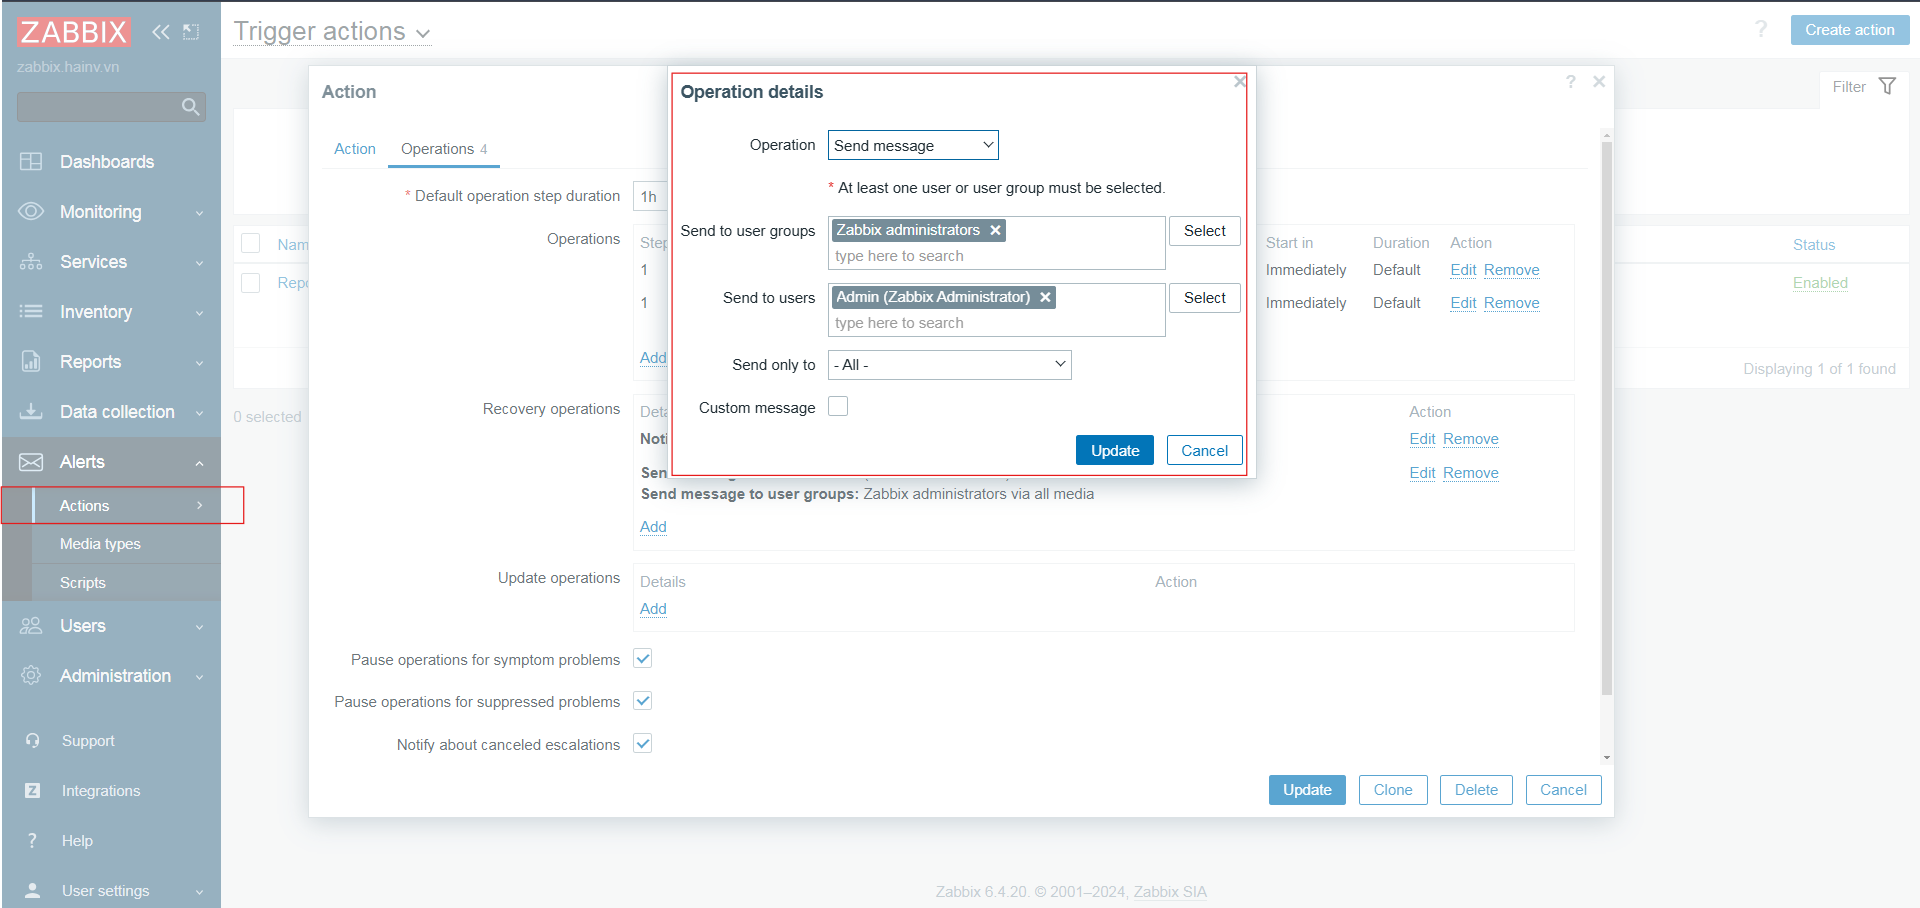 ZABBIX
zabbix.hainv.vn
Dashboards
Monitoring
Services
Inventory
Reports
Data collection
Alerts
Actions
Media types
Scripts
Users
Administration
Support
Integrations
Help
User settings
Trigger actions
? Create action
Filter
Nam
Status
Repo
Enabled
Displaying 1 of 1 found
0 selected
Action
?
Action Operations 4
* Default operation step duration 1h
Operations
Step
Start in Duration Action
1 Immediately Default Edit Remove
1 Immediately Default Edit Remove
Add
Recovery operations
Deta
Action
Noti
Edit Remove
Sen
Edit Remove
Send message to user groups: Zabbix administrators via all media
Add
Update operations
Details Action
Add
Pause operations for symptom problems
Pause operations for suppressed problems
Notify about canceled escalations
Update Clone Delete Cancel
Operation details
Operation Send message
* At least one user or user group must be selected.
Send to user groups Zabbix administrators
type here to search
Select
Send to users Admin (Zabbix Administrator)
type here to search
Select
Send only to - All -
Custom message
Update Cancel
Zabbix 6.4.20. © 2001–2024, Zabbix SIA